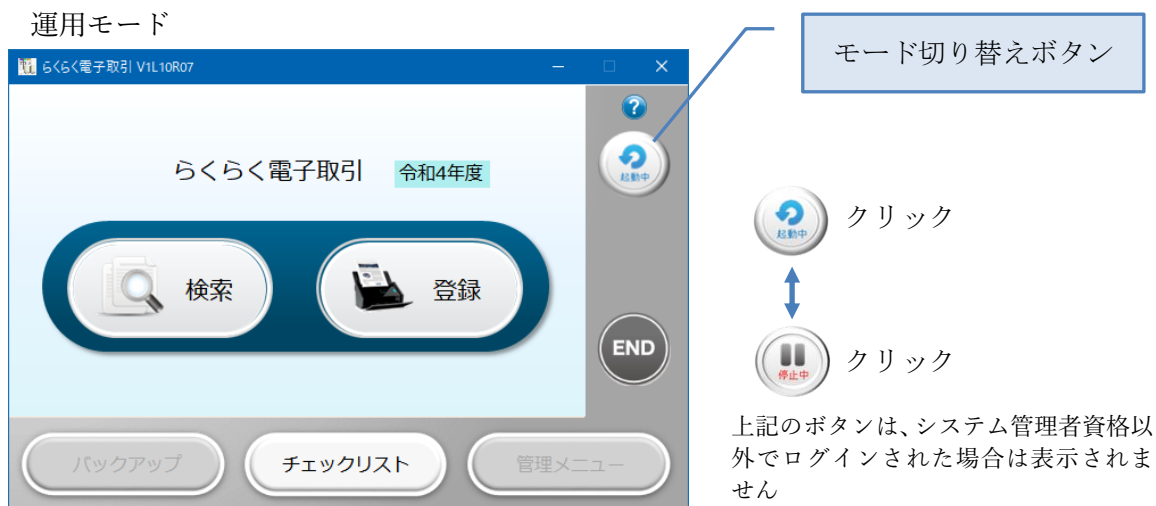 運用モード
モード切り替えボタン
らくらく電子取引 V1L10R07
?
起動中
らくらく電子取引 令和4年度
検索
登録
END
バックアップ
チェックリスト
管理メニュー
起動中
クリック
停止中
クリック
上記のボタンは、システム管理者資格以
外でログインされた場合は表示されま
せん